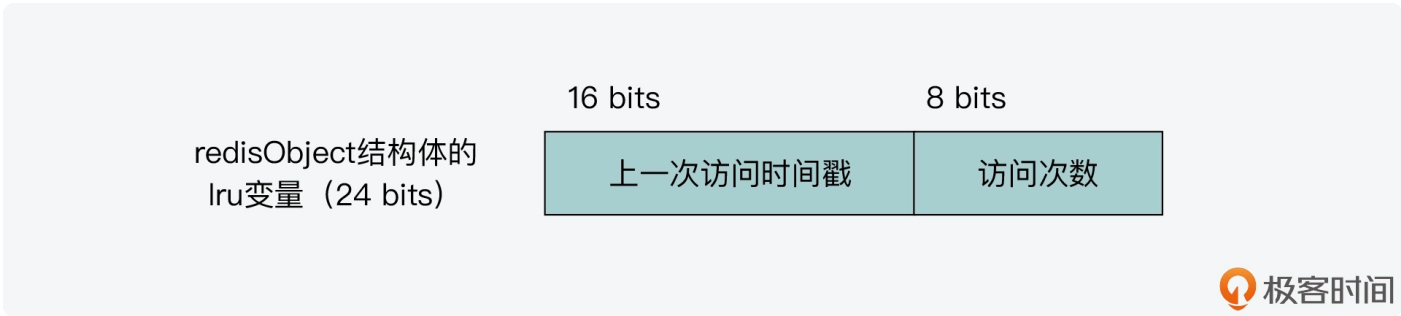 16 bits
8 bits
redisObject结构体的
lru变量（24 bits）
上一次访问时间戳
访问次数
极客时间